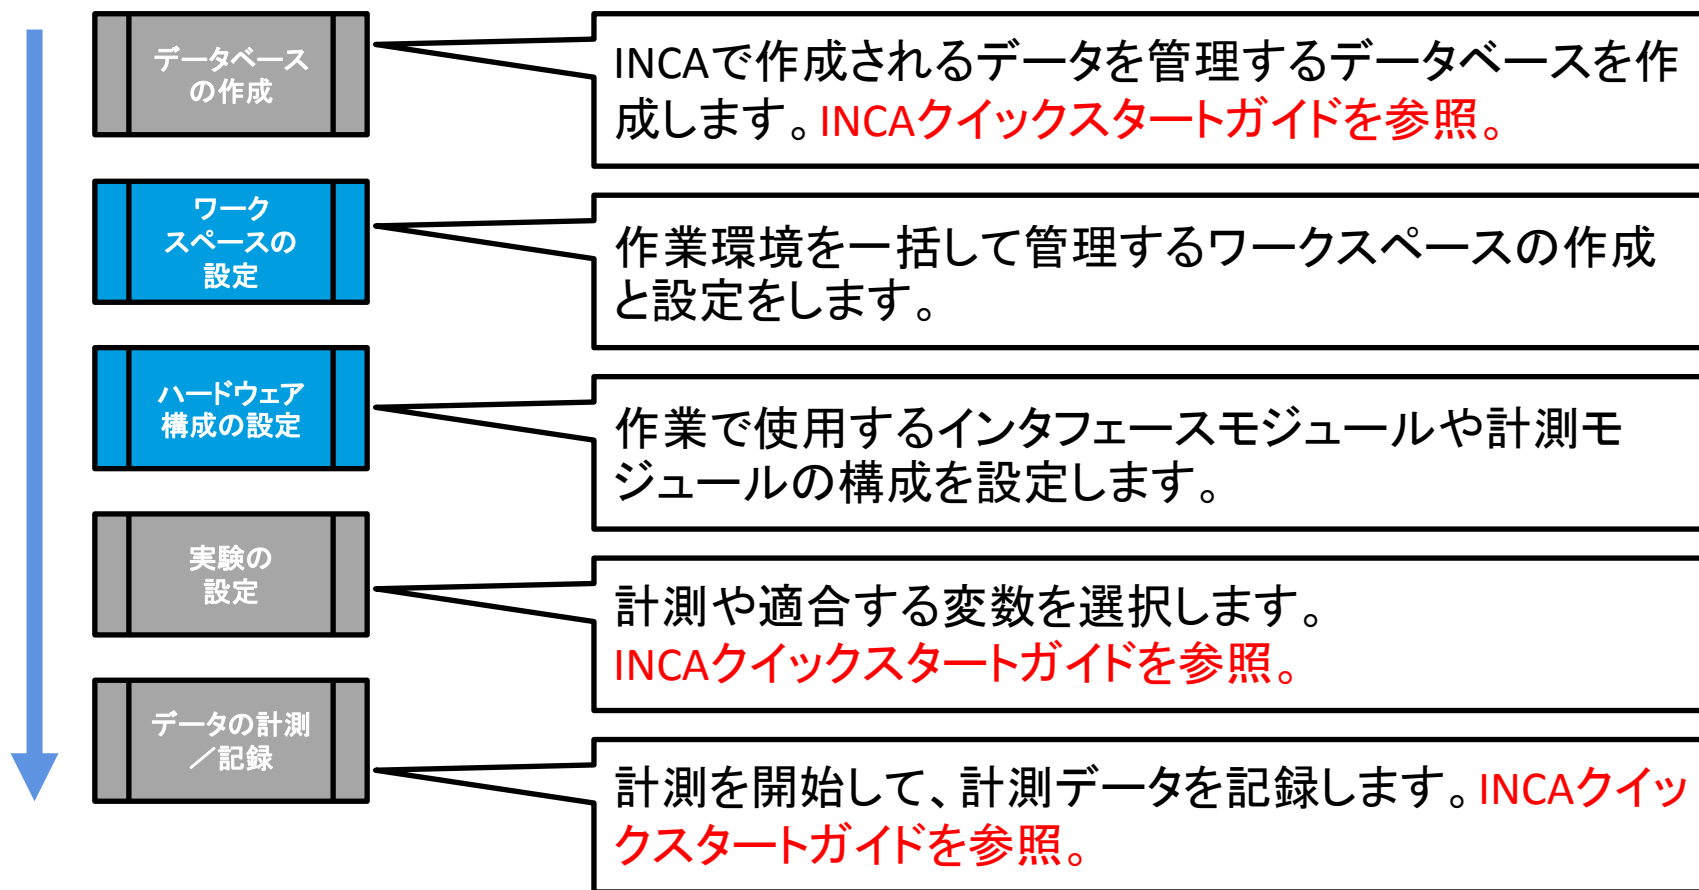 データベース
の作成
INCAで作成されるデータを管理するデータベースを作
成します。INCAクイックスタートガイドを参照。
ワーク
スペースの
設定
作業環境を一括して管理するワークスペースの作成
と設定をします。
ハードウェア
構成の設定
作業で使用するインタフェースモジュールや計測モ
ジュールの構成を設定します。
実験の
設定
計測や適合する変数を選択します。
INCAクイックスタートガイドを参照。
データの計測
／記録
計測を開始して、計測データを記録します。INCAクイッ
クスタートガイドを参照。